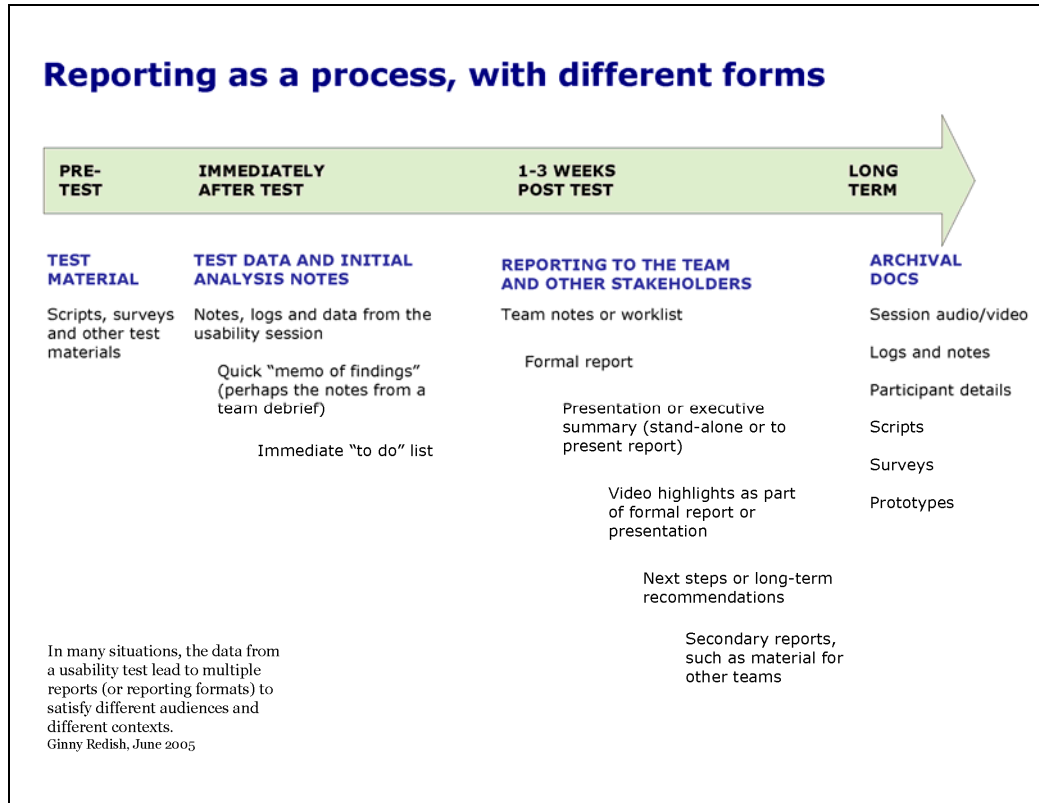 Reporting as a process, with different forms
PRE-
TEST
IMMEDIATELY
AFTER TEST
1-3 WEEKS
POST TEST
LONG
TERM
TEST
MATERIAL
Scripts, surveys
and other test
materials
TEST DATA AND INITIAL
ANALYSIS NOTES
Notes, logs and data from the
usability session
Quick “memo of findings”
(perhaps the notes from a
team debrief)
Immediate “to do” list
REPORTING TO THE TEAM
AND OTHER STAKEHOLDERS
Team notes or worklist
Formal report
Presentation or executive
summary (stand-alone or to
present report)
Video highlights as part
of formal report or
presentation
Next steps or long-term
recommendations
Secondary reports,
such as material for
other teams
ARCHIVAL
DOCS
Session audio/video
Logs and notes
Participant details
Scripts
Surveys
Prototypes
In many situations, the data from
a usability test lead to multiple
reports (or reporting formats) to
satisfy different audiences and
different contexts.
Ginny Redish, June 2005